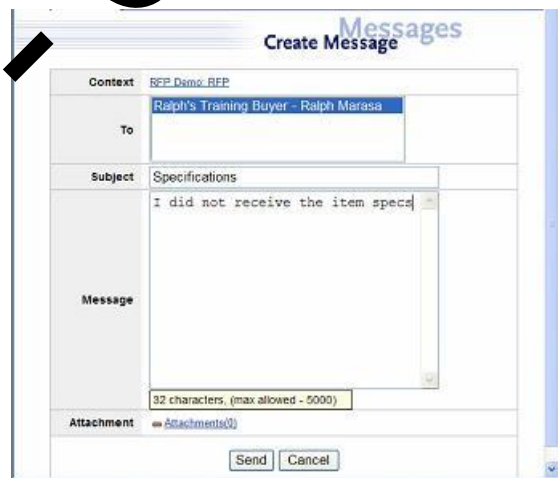 Messages
Create Message
Context RFP Demo: RFP
To Ralph's Training Buyer - Ralph Marasa
Subject Specifications
Message I did not receive the item specs
32 characters, (max allowed - 5000)
Attachment Attachments(0)
Send Cancel